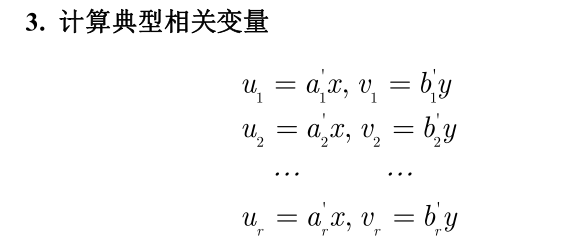 3. 计算典型相关变量
u₁ = a₁'x, v₁ = b₁'y
u₂ = a₂'x, v₂ = b₂'y
… …
uᵣ = aᵣ'x, vᵣ = bᵣ'y